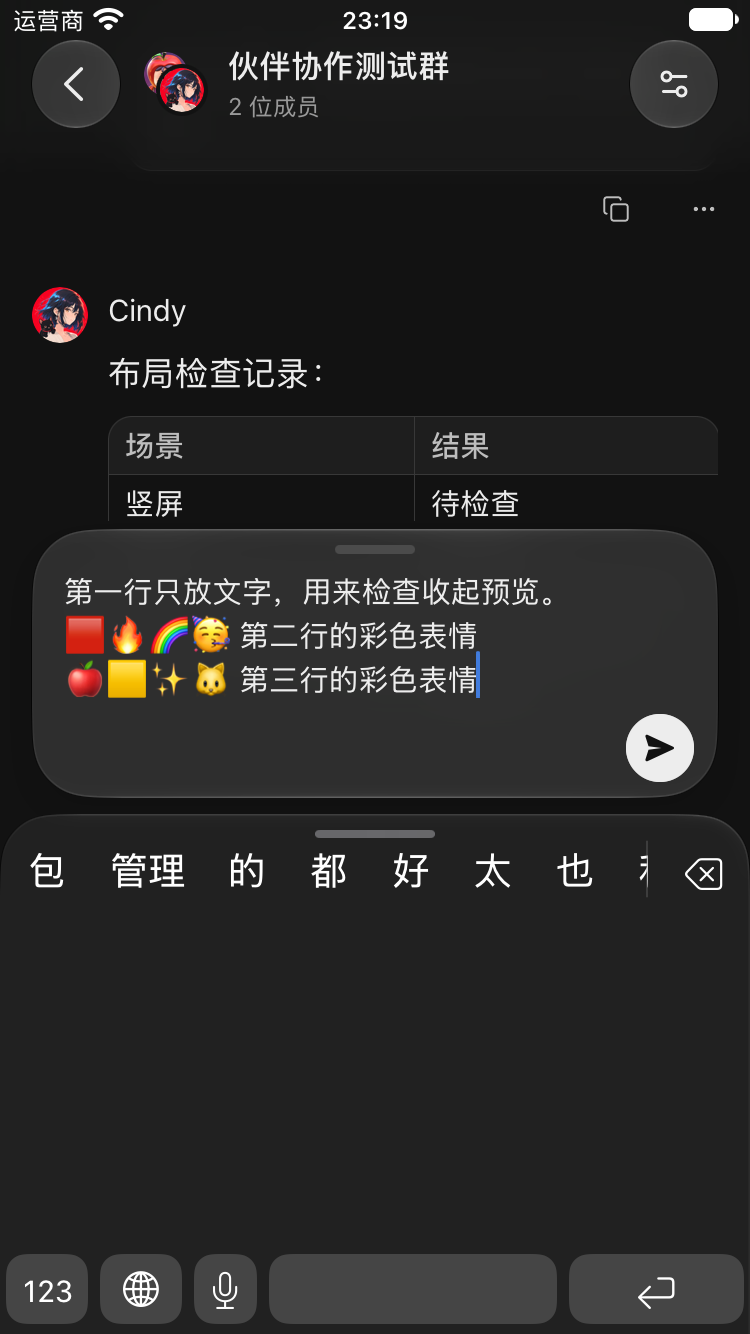 运营商
23:19
伙伴协作测试群
2 位成员
Cindy
布局检查记录：
场景 结果
竖屏 待检查
第一行只放文字，用来检查收起预览。
🟥🔥🌈🥳 第二行的彩色表情
🍎🟨✨🐱 第三行的彩色表情
包 管理 的 都 好 太 也
123